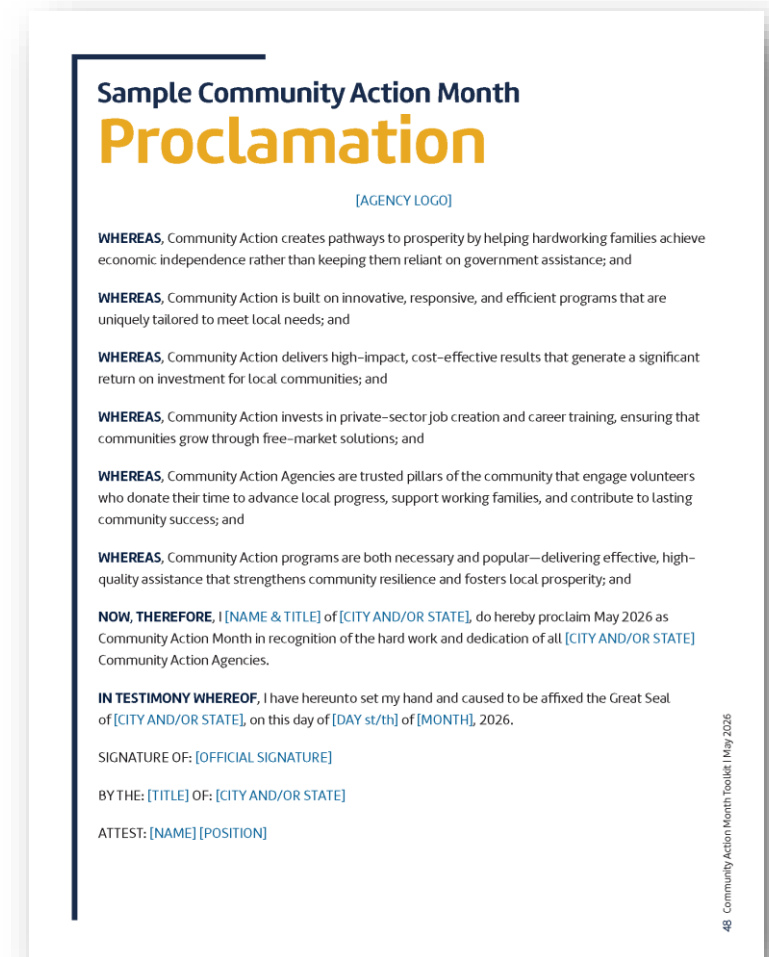 Sample Community Action Month
Proclamation
[AGENCY LOGO]
WHEREAS, Community Action creates pathways to prosperity by helping hardworking families achieve
economic independence rather than keeping them reliant on government assistance; and
WHEREAS, Community Action is built on innovative, responsive, and efficient programs that are
uniquely tailored to meet local needs; and
WHEREAS, Community Action delivers high-impact, cost-effective results that generate a significant
return on investment for local communities; and
WHEREAS, Community Action invests in private-sector job creation and career training, ensuring that
communities grow through free-market solutions; and
WHEREAS, Community Action Agencies are trusted pillars of the community that engage volunteers
who donate their time to advance local progress, support working families, and contribute to lasting
community success; and
WHEREAS, Community Action programs are both necessary and popular—delivering effective, high-
quality assistance that strengthens community resilience and fosters local prosperity; and
NOW, THEREFORE, I [NAME & TITLE] of [CITY AND/OR STATE], do hereby proclaim May 2026 as
Community Action Month in recognition of the hard work and dedication of all [CITY AND/OR STATE]
Community Action Agencies.
IN TESTIMONY WHEREOF, I have hereunto set my hand and caused to be affixed the Great Seal
of [CITY AND/OR STATE], on this day of [DAY st/th] of [MONTH], 2026.
SIGNATURE OF: [OFFICIAL SIGNATURE]
BY THE: [TITLE] OF: [CITY AND/OR STATE]
ATTEST: [NAME] [POSITION]
48 Community Action Month Toolkit | May 2026